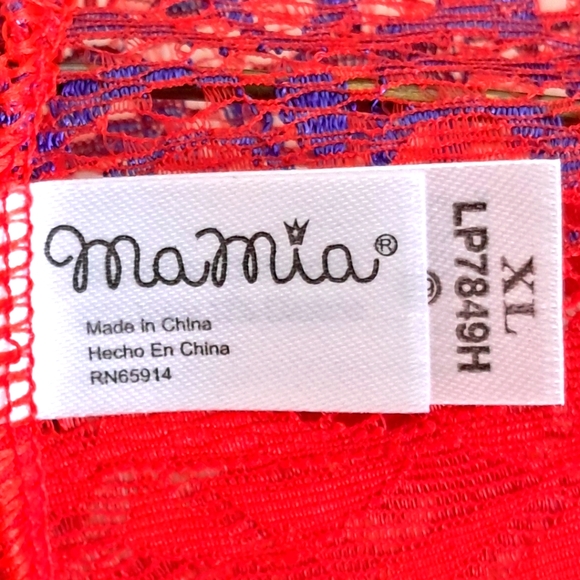 maMia®
Made in China
Hecho En China
RN65914
XL
LP7849H